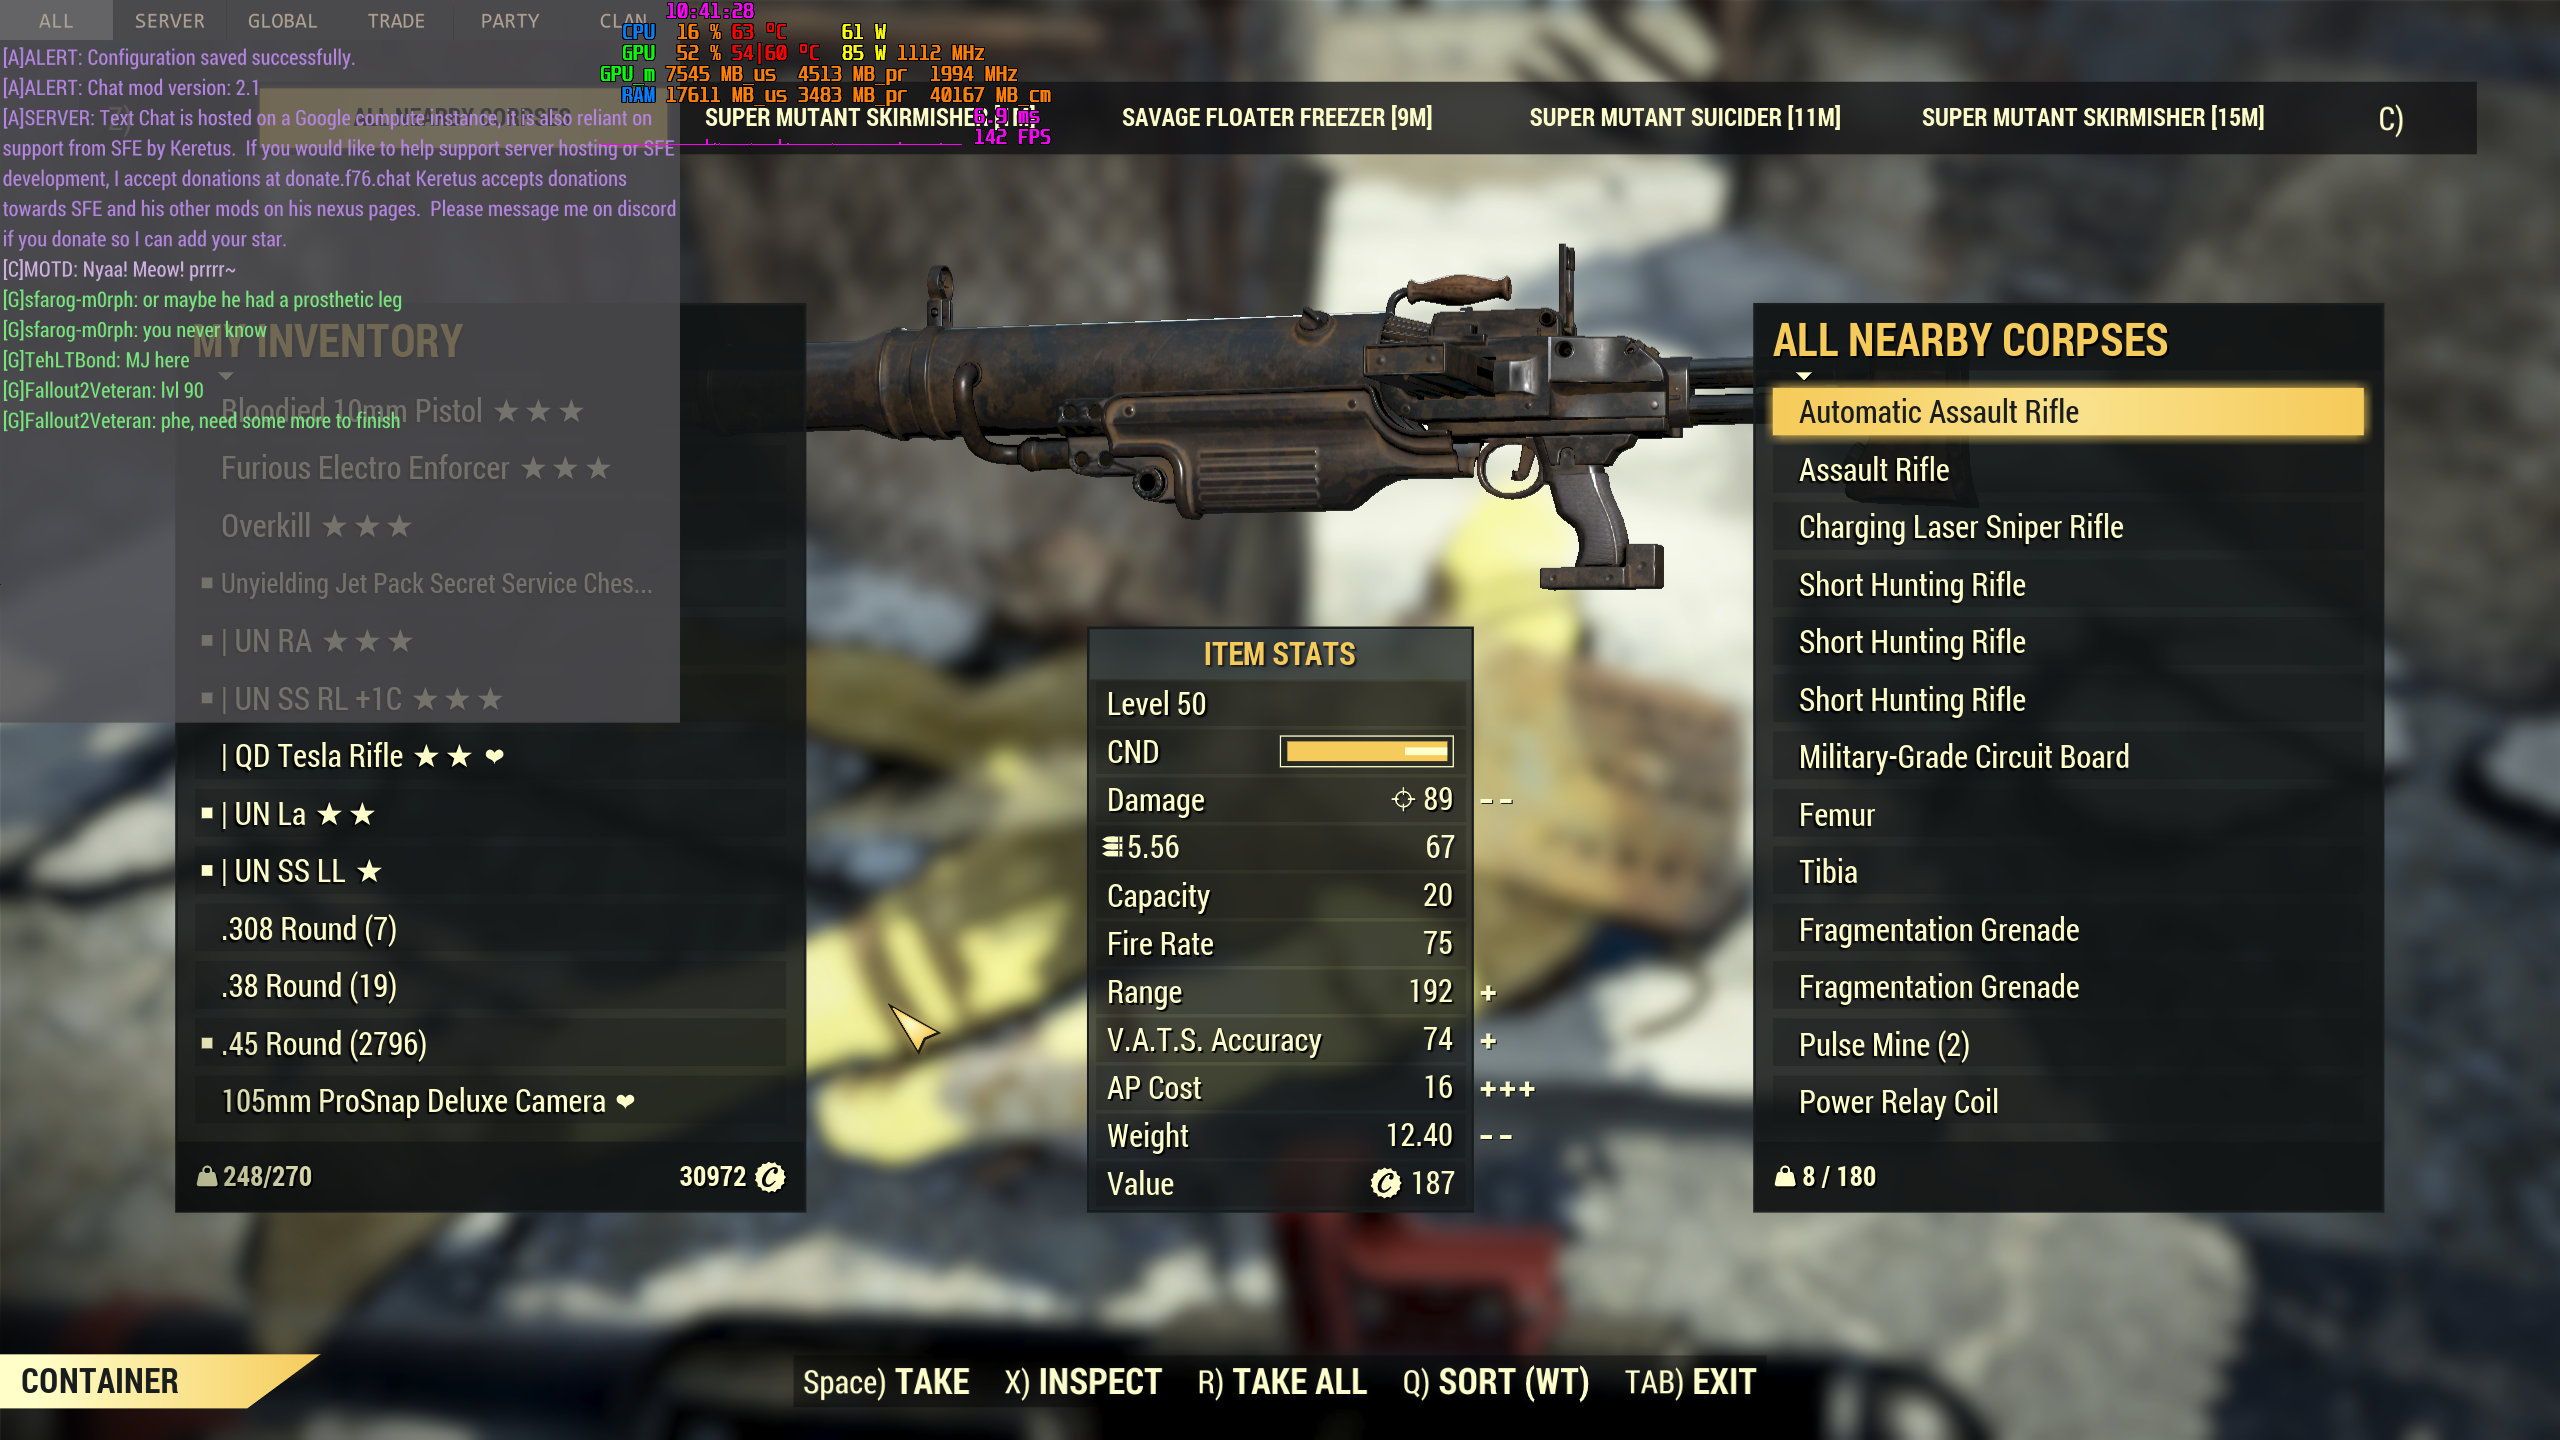 ALL SERVER GLOBAL TRADE PARTY CLAN
10:41:28
CPU 16 % 63 °C 61 W
GPU 52 % 54|60 °C 85 W 1112 MHz
GPU_m 7545 MB_us 4513 MB_pr 1994 MHz
RAM 17611 MB_us 3483 MB_pr 40167 MB_cm
6.9 ms
142 FPS
[A]ALERT: Configuration saved successfully.
[A]ALERT: Chat mod version: 2.1
[A]SERVER: Text Chat is hosted on a Google compute instance, it is also reliant on
support from SFE by Keretus. If you would like to help support server hosting or SFE
development, I accept donations at donate.f76.chat Keretus accepts donations
towards SFE and his other mods on his nexus pages. Please message me on discord
if you donate so I can add your star.
[C]MOTD: Nyaa! Meow! prrrr~
[G]sfarog-m0rph: or maybe he had a prosthetic leg
[G]sfarog-m0rph: you never know
[G]TehLTBond: MJ here
[G]Fallout2Veteran: lvl 90
[G]Fallout2Veteran: phe, need some more to finish
ALL NEARBY CORPSES
SUPER MUTANT SKIRMISHER
SAVAGE FLOATER FREEZER [9M]
SUPER MUTANT SUICIDER [11M]
SUPER MUTANT SKIRMISHER [15M]
C)
MY INVENTORY
Bloodied 10mm Pistol ★ ★ ★
Furious Electro Enforcer ★ ★ ★
Overkill ★ ★ ★
Unyielding Jet Pack Secret Service Ches...
| UN RA ★ ★ ★
| UN SS RL +1C ★ ★ ★
| QD Tesla Rifle ★ ★ ❤
| UN La ★ ★
| UN SS LL ★
.308 Round (7)
.38 Round (19)
.45 Round (2796)
105mm ProSnap Deluxe Camera ❤
248/270
30972
ITEM STATS
Level 50
CND
Damage 89 --
5.56 67
Capacity 20
Fire Rate 75
Range 192 +
V.A.T.S. Accuracy 74 +
AP Cost 16 +++
Weight 12.40 --
Value 187
ALL NEARBY CORPSES
Automatic Assault Rifle
Assault Rifle
Charging Laser Sniper Rifle
Short Hunting Rifle
Short Hunting Rifle
Short Hunting Rifle
Military-Grade Circuit Board
Femur
Tibia
Fragmentation Grenade
Fragmentation Grenade
Pulse Mine (2)
Power Relay Coil
8 / 180
CONTAINER
Space) TAKE X) INSPECT R) TAKE ALL Q) SORT (WT) TAB) EXIT